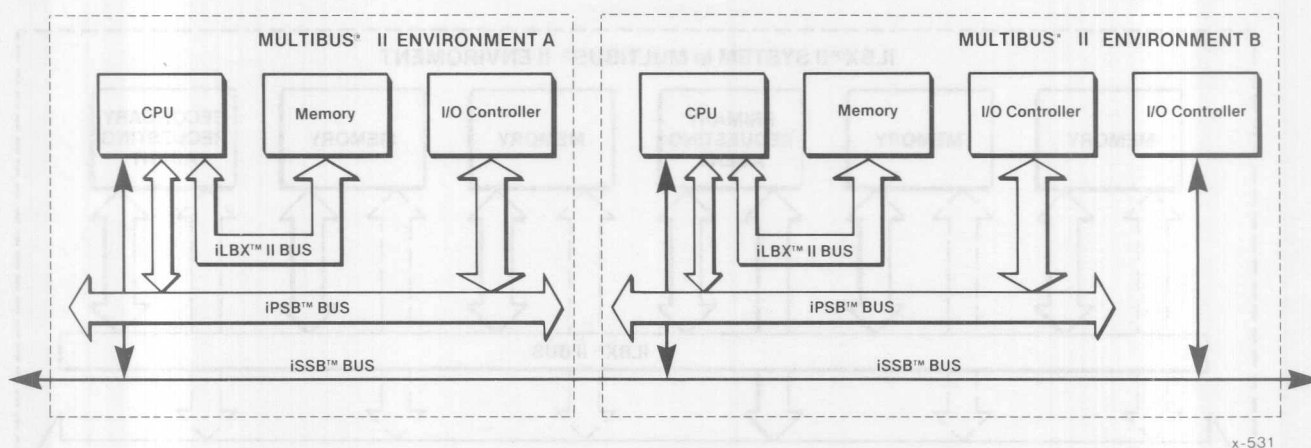 MULTIBUS® II ENVIRONMENT A
CPU
Memory
I/O Controller
iLBX™ II BUS
iPSB™ BUS
iSSB™ BUS
MULTIBUS® II ENVIRONMENT B
CPU
Memory
I/O Controller
I/O Controller
iLBX™ II BUS
iPSB™ BUS
iSSB™ BUS
x-531